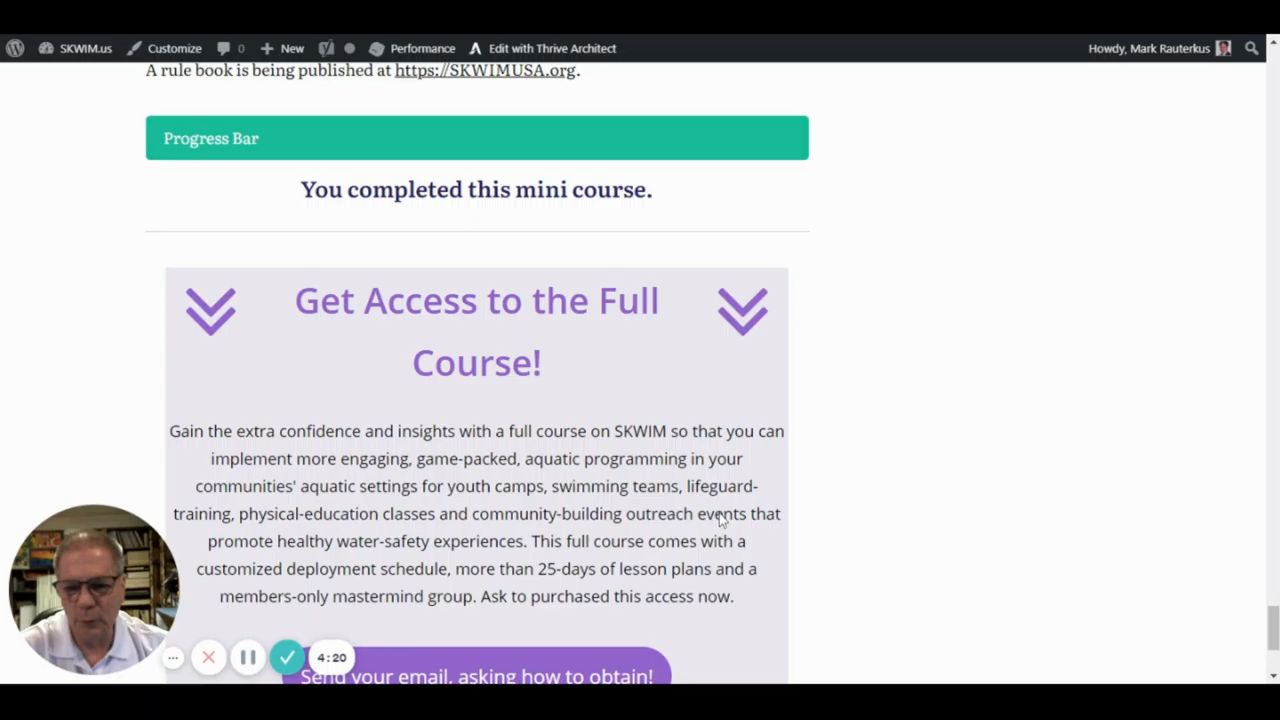 SKWIM.us Customize 0 New Performance Edit with Thrive Architect Howdy, Mark Rauterkus
A rule book is being published at https://SKWIMUSA.org.
Progress Bar
You completed this mini course.
Get Access to the Full
Course!
Gain the extra confidence and insights with a full course on SKWIM so that you can
implement more engaging, game-packed, aquatic programming in your
communities' aquatic settings for youth camps, swimming teams, lifeguard-
training, physical-education classes and community-building outreach events that
promote healthy water-safety experiences. This full course comes with a
customized deployment schedule, more than 25-days of lesson plans and a
members-only mastermind group. Ask to purchased this access now.
4:20
Send your email, asking how to obtain!